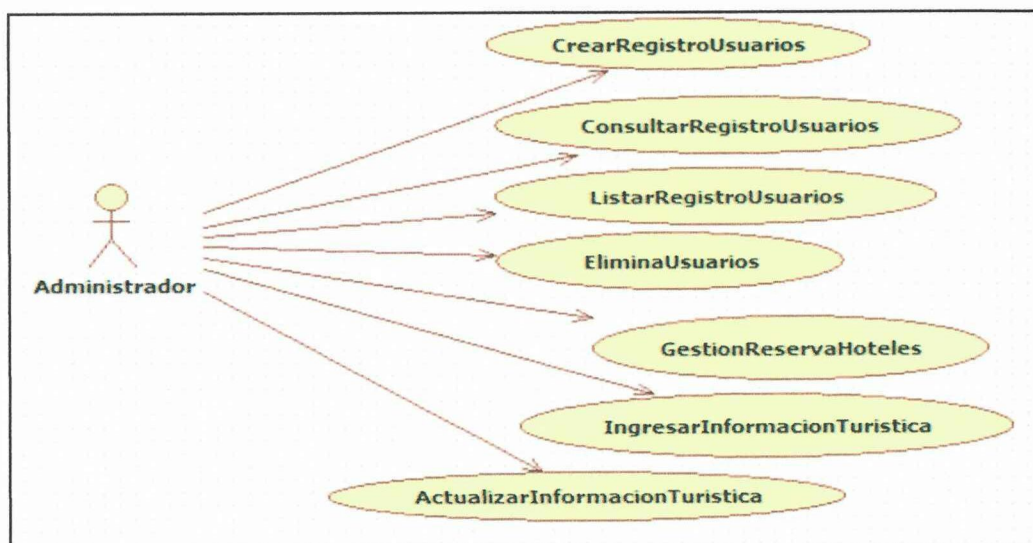 CrearRegistroUsuarios
ConsultarRegistroUsuarios
ListarRegistroUsuarios
EliminaUsuarios
Administrador
GestionReservaHoteles
IngresarInformacionTuristica
ActualizarInformacionTuristica